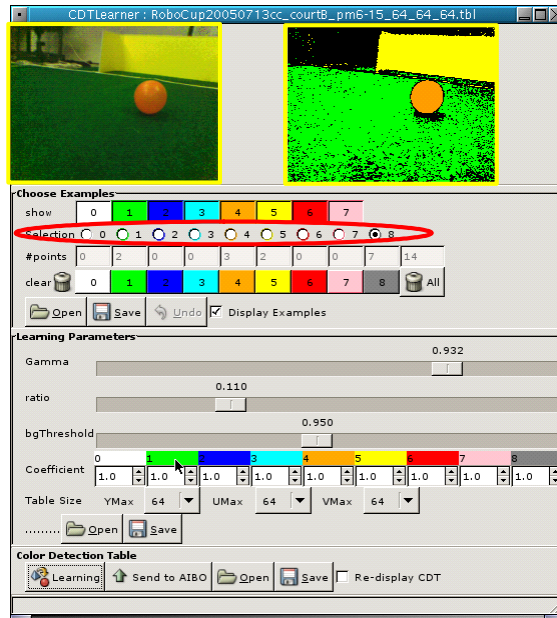 CDTLearner : RoboCup20050713cc_courtB_pm6-15_64_64_64.tbl
Choose Examples
show 0 1 2 3 4 5 6 7
Selection 0 1 2 3 4 5 6 7 8
#points 0 2 0 0 3 2 0 0 7 14
clear 0 1 2 3 4 5 6 7 8 All
Open Save Undo Display Examples
Learning Parameters
0.932
Gamma
0.110
ratio
0.950
bgThreshold
0 1 2 3 4 5 6 7 8
Coefficient 1.0 1.0 1.0 1.0 1.0 1.0 1.0 1.0 1.0
Table Size YMax 64 UMax 64 VMax 64
........ Open Save
Color Detection Table
Learning Send to AIBO Open Save Re-display CDT